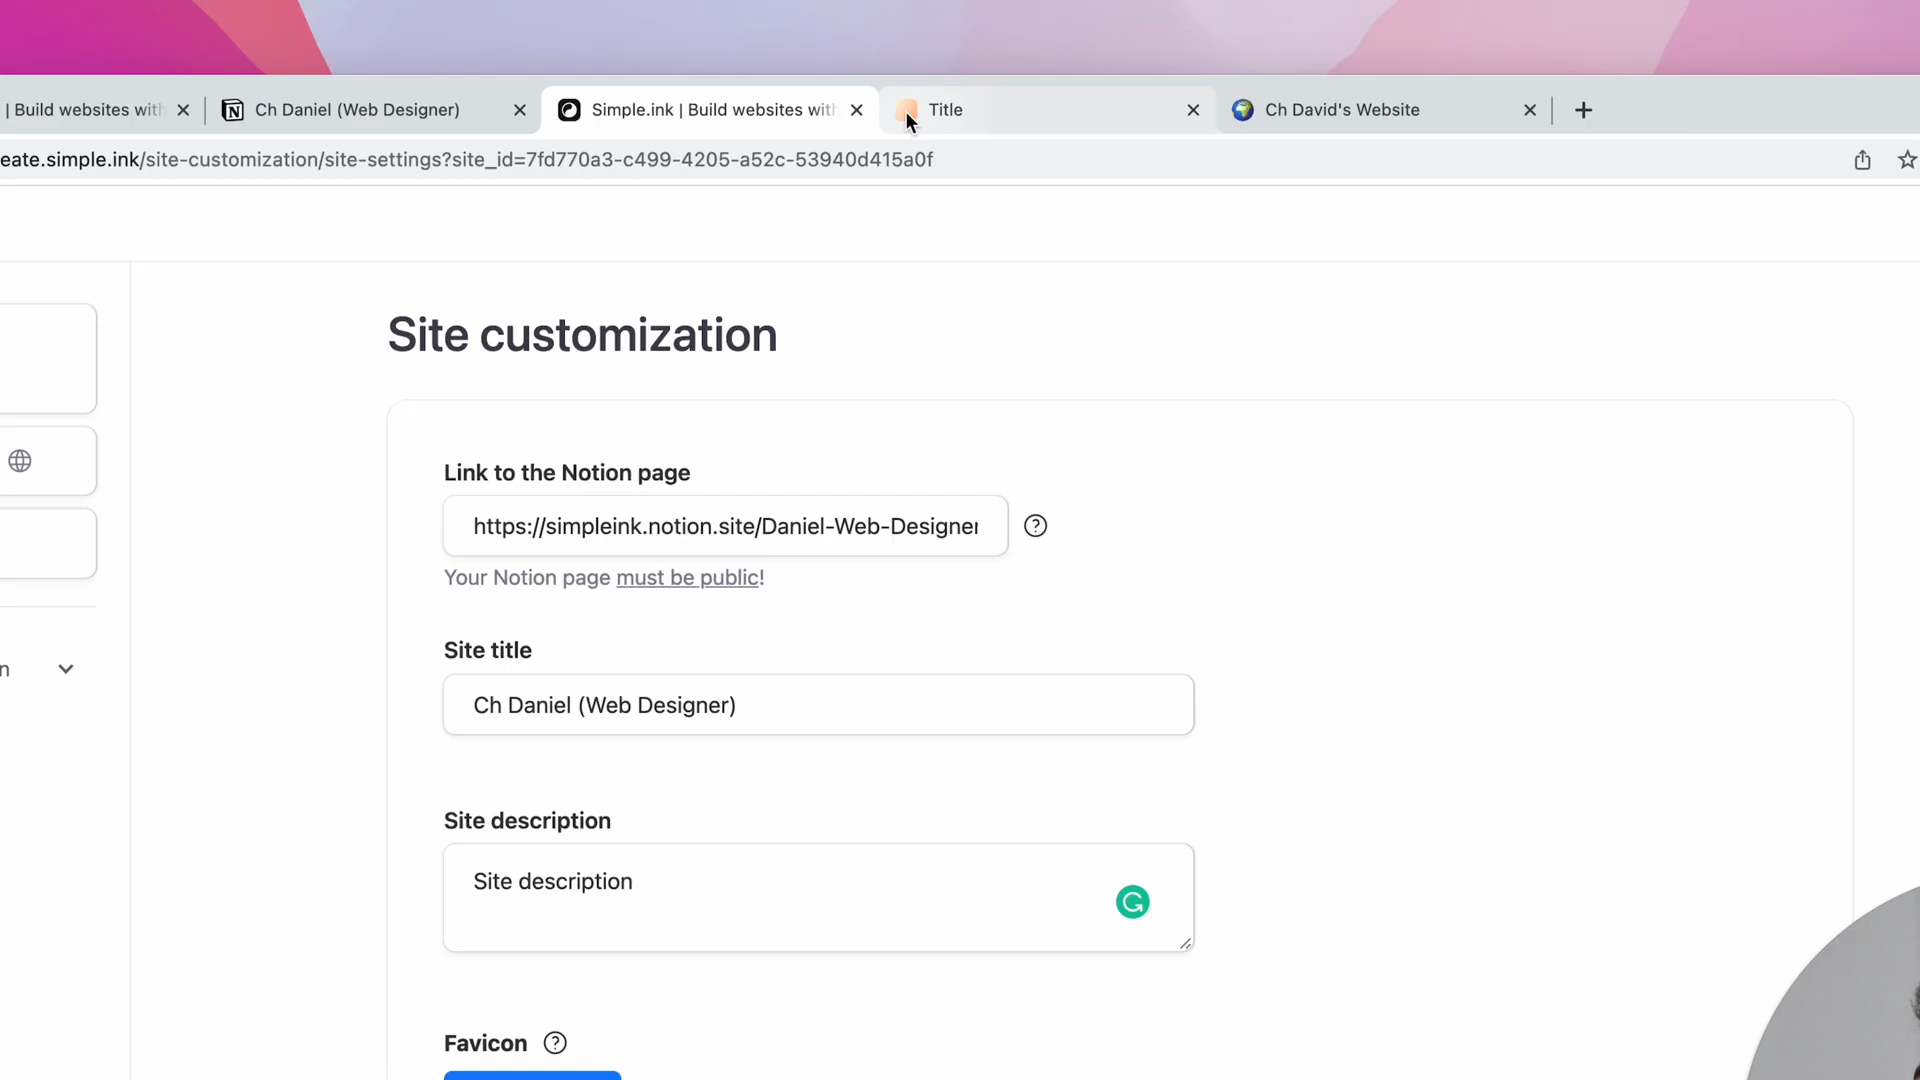 | Build websites with
Ch Daniel (Web Designer)
Simple.ink | Build websites with
Title
Ch David's Website
eate.simple.ink/site-customization/site-settings?site_id=7fd770a3-c499-4205-a52c-53940d415a0f
Site customization
Link to the Notion page
https://simpleink.notion.site/Daniel-Web-Designer
Your Notion page must be public!
n
Site title
Ch Daniel (Web Designer)
Site description
Site description
Favicon